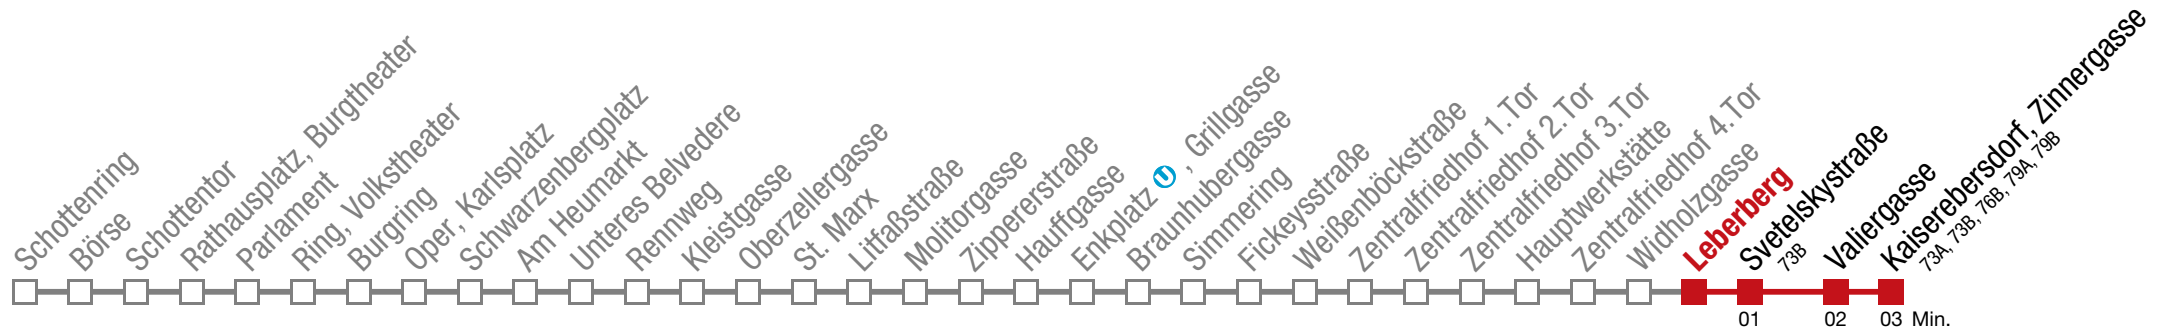 Schottenring
Börse
Schottentor
Rathausplatz, Burgtheater
Parlament
Ring, Volkstheater
Burgring
Oper, Karlsplatz
Schwarzenbergplatz
Am Heumarkt
Unteres Belvedere
Rennweg
Kleistgasse
Oberzellergasse
St. Marx
Litfaßstraße
Molitorgasse
Zippererstraße
Hauffgasse
Enkplatz U , Grillgasse
Braunhubergasse
Simmering
Fickeysstraße
Weißenböckstraße
Zentralfriedhof 1.Tor
Zentralfriedhof 2.Tor
Zentralfriedhof 3.Tor
Hauptwerkstätte
Zentralfriedhof 4.Tor
Widholzgasse
Leberberg
Svetelskystraße
73B
Valiergasse
Kaiserebersdorf, Zinnergasse
73A, 73B, 76B, 79A, 79B
01 02 03 Min.